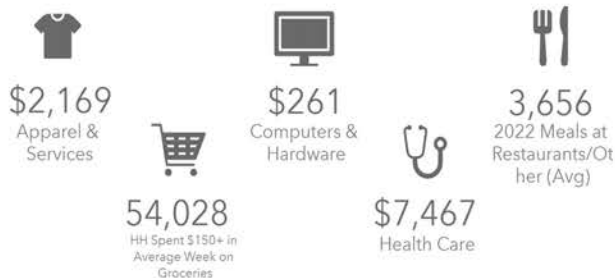 $2,169
Apparel &
Services
$261
Computers &
Hardware
3,656
2022 Meals at
Restaurants/Ot
her (Avg)
54,028
HH Spent $150+ in
Average Week on
Groceries
$7,467
Health Care